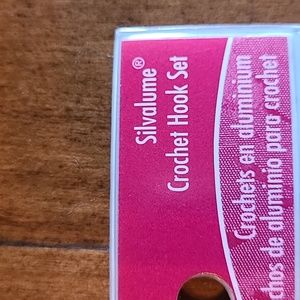 Silvalume®
Crochet Hook Set
Crochets en aluminium
chos de aluminio para crochet